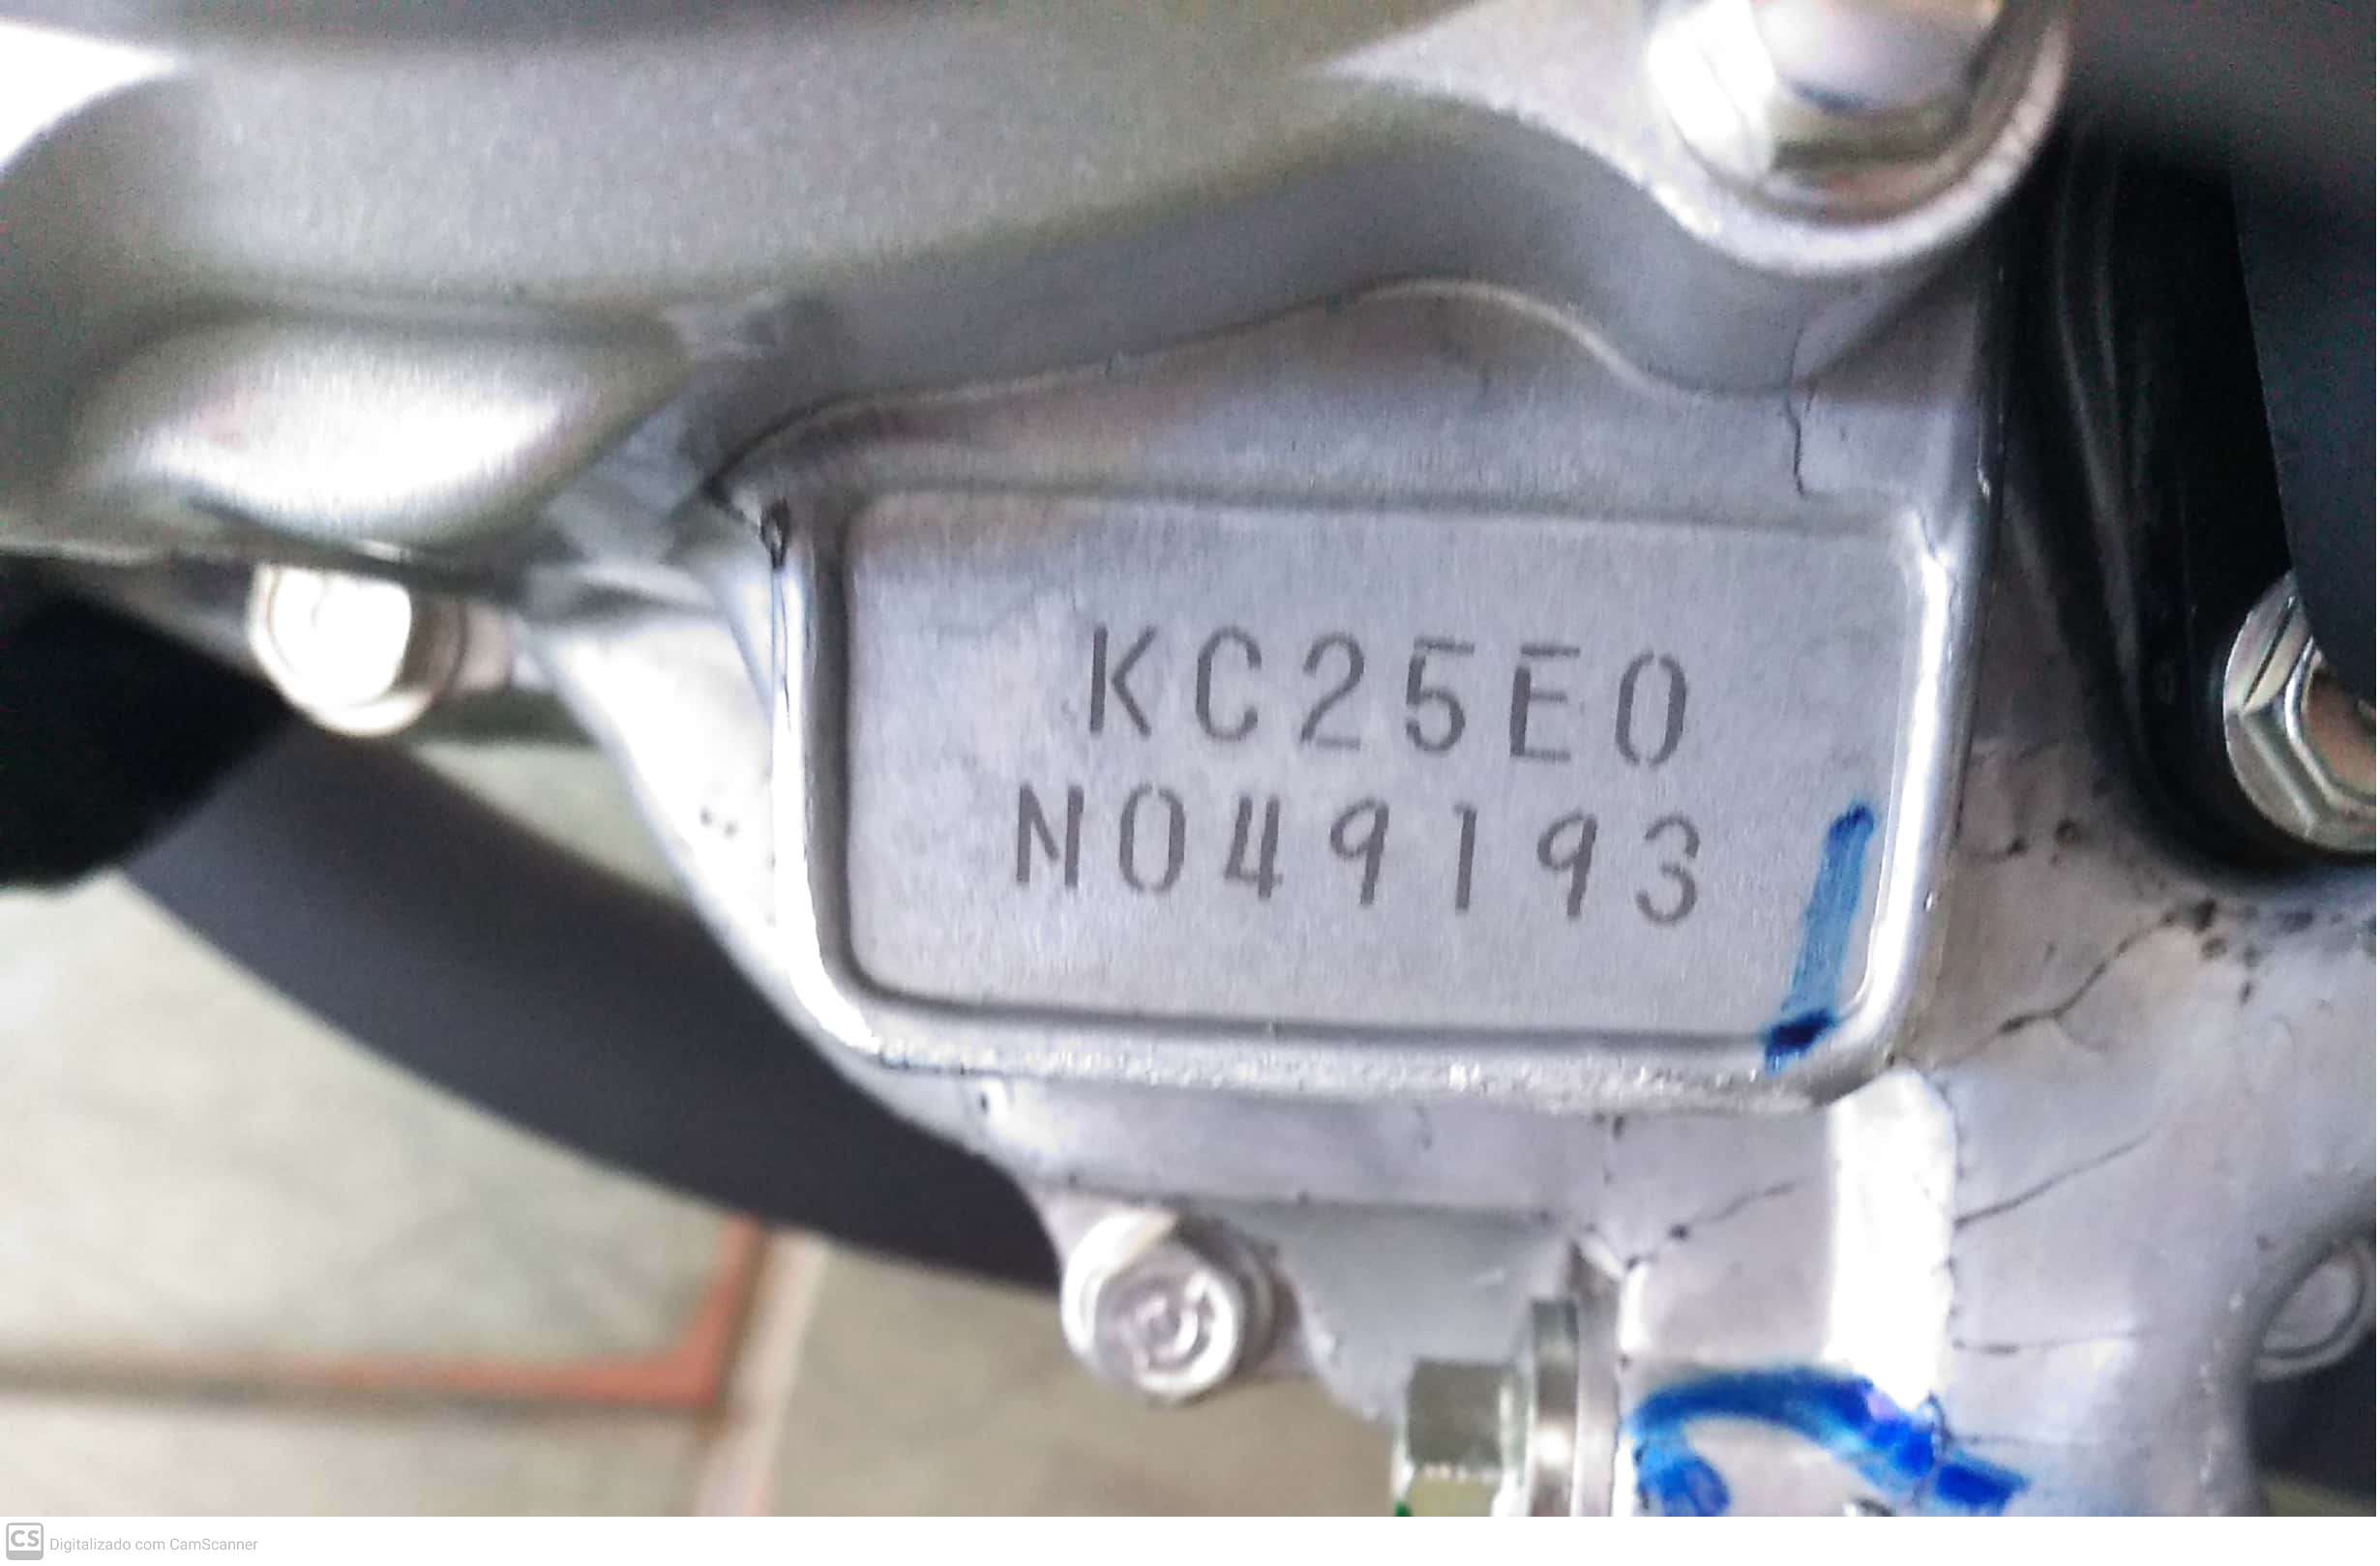 KC25E0
N049193
CS Digitalizado com CamScanner